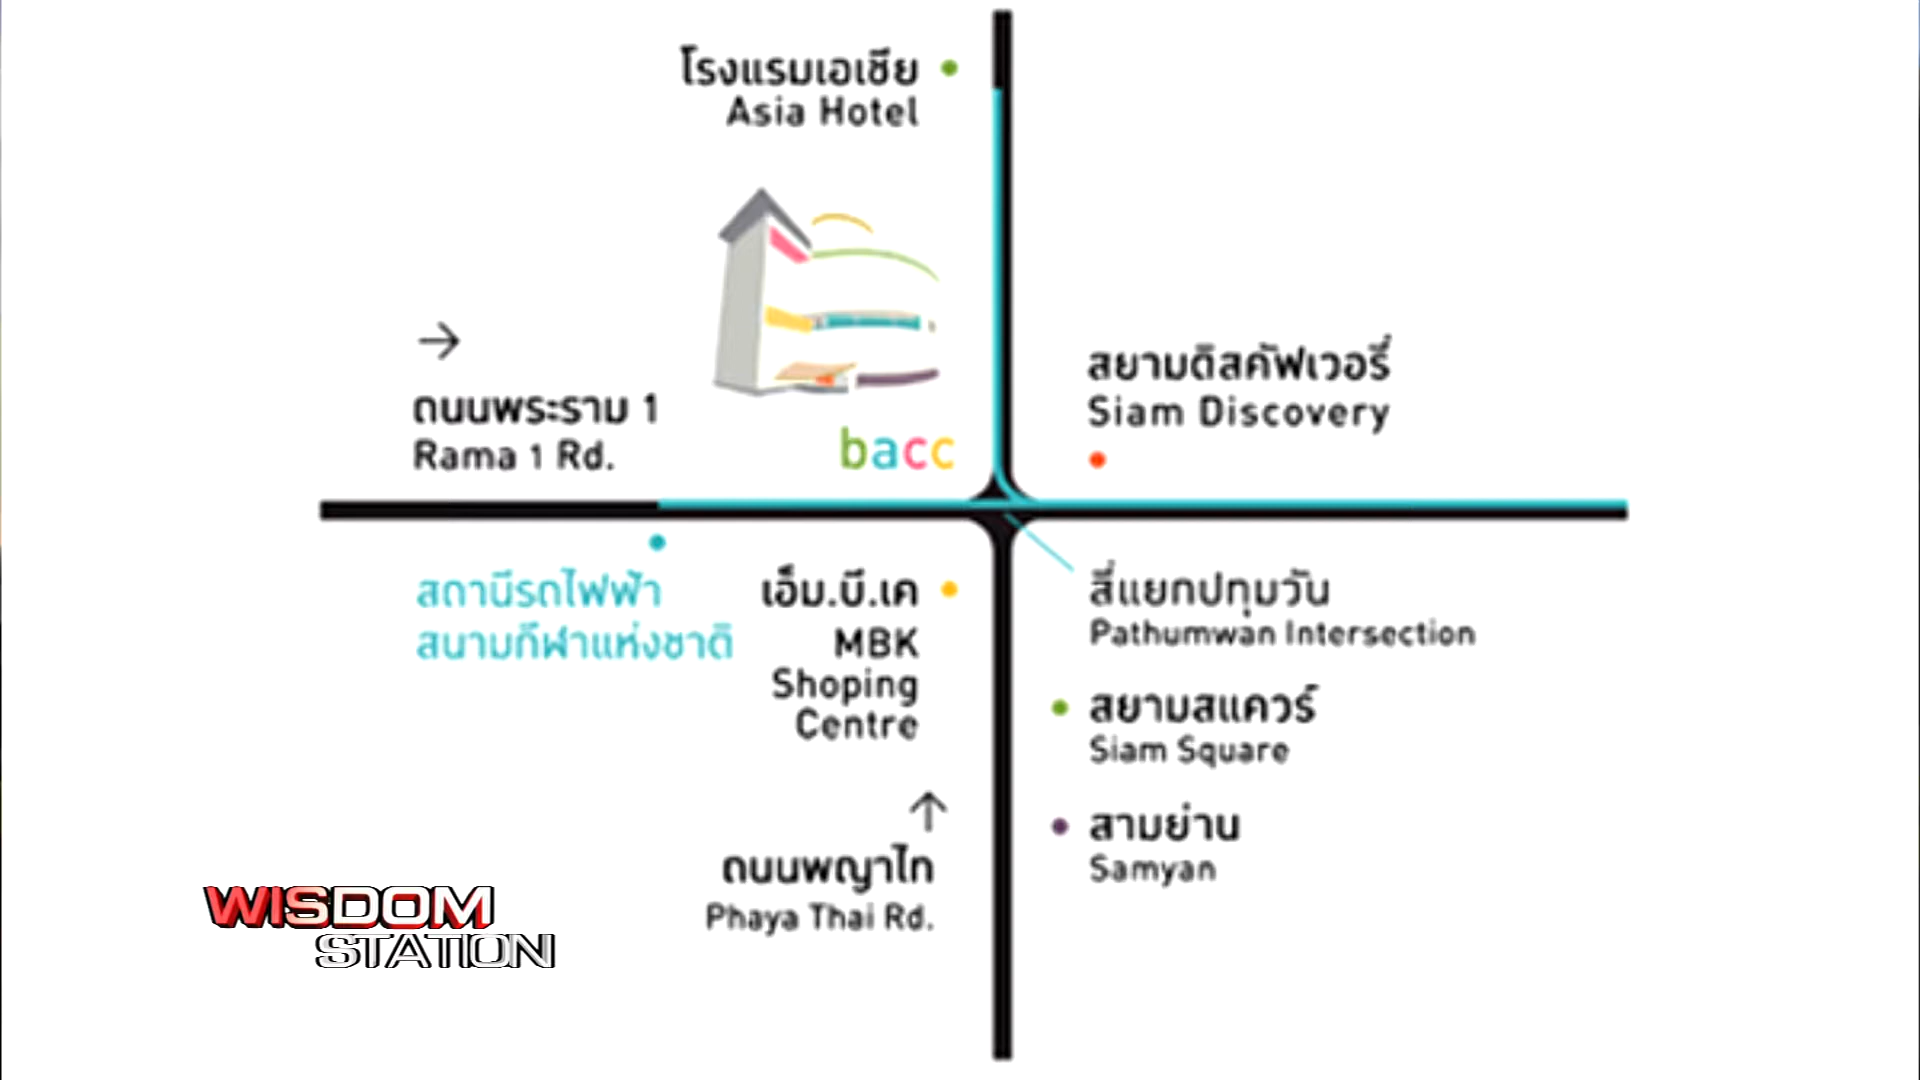 โรงแรมเอเชีย
Asia Hotel
ถนนพระราม 1
Rama 1 Rd.
bacc
สยามดิสคัฟเวอรี่
Siam Discovery
สถานีรถไฟฟ้า
สนามกีฬาแห่งชาติ
เอ็ม.บี.เค
MBK
Shoping
Centre
สี่แยกปทุมวัน
Pathumwan Intersection
สยามสแควร์
Siam Square
สามย่าน
Samyan
ถนนพญาไท
Phaya Thai Rd.
WISDOM
STATION